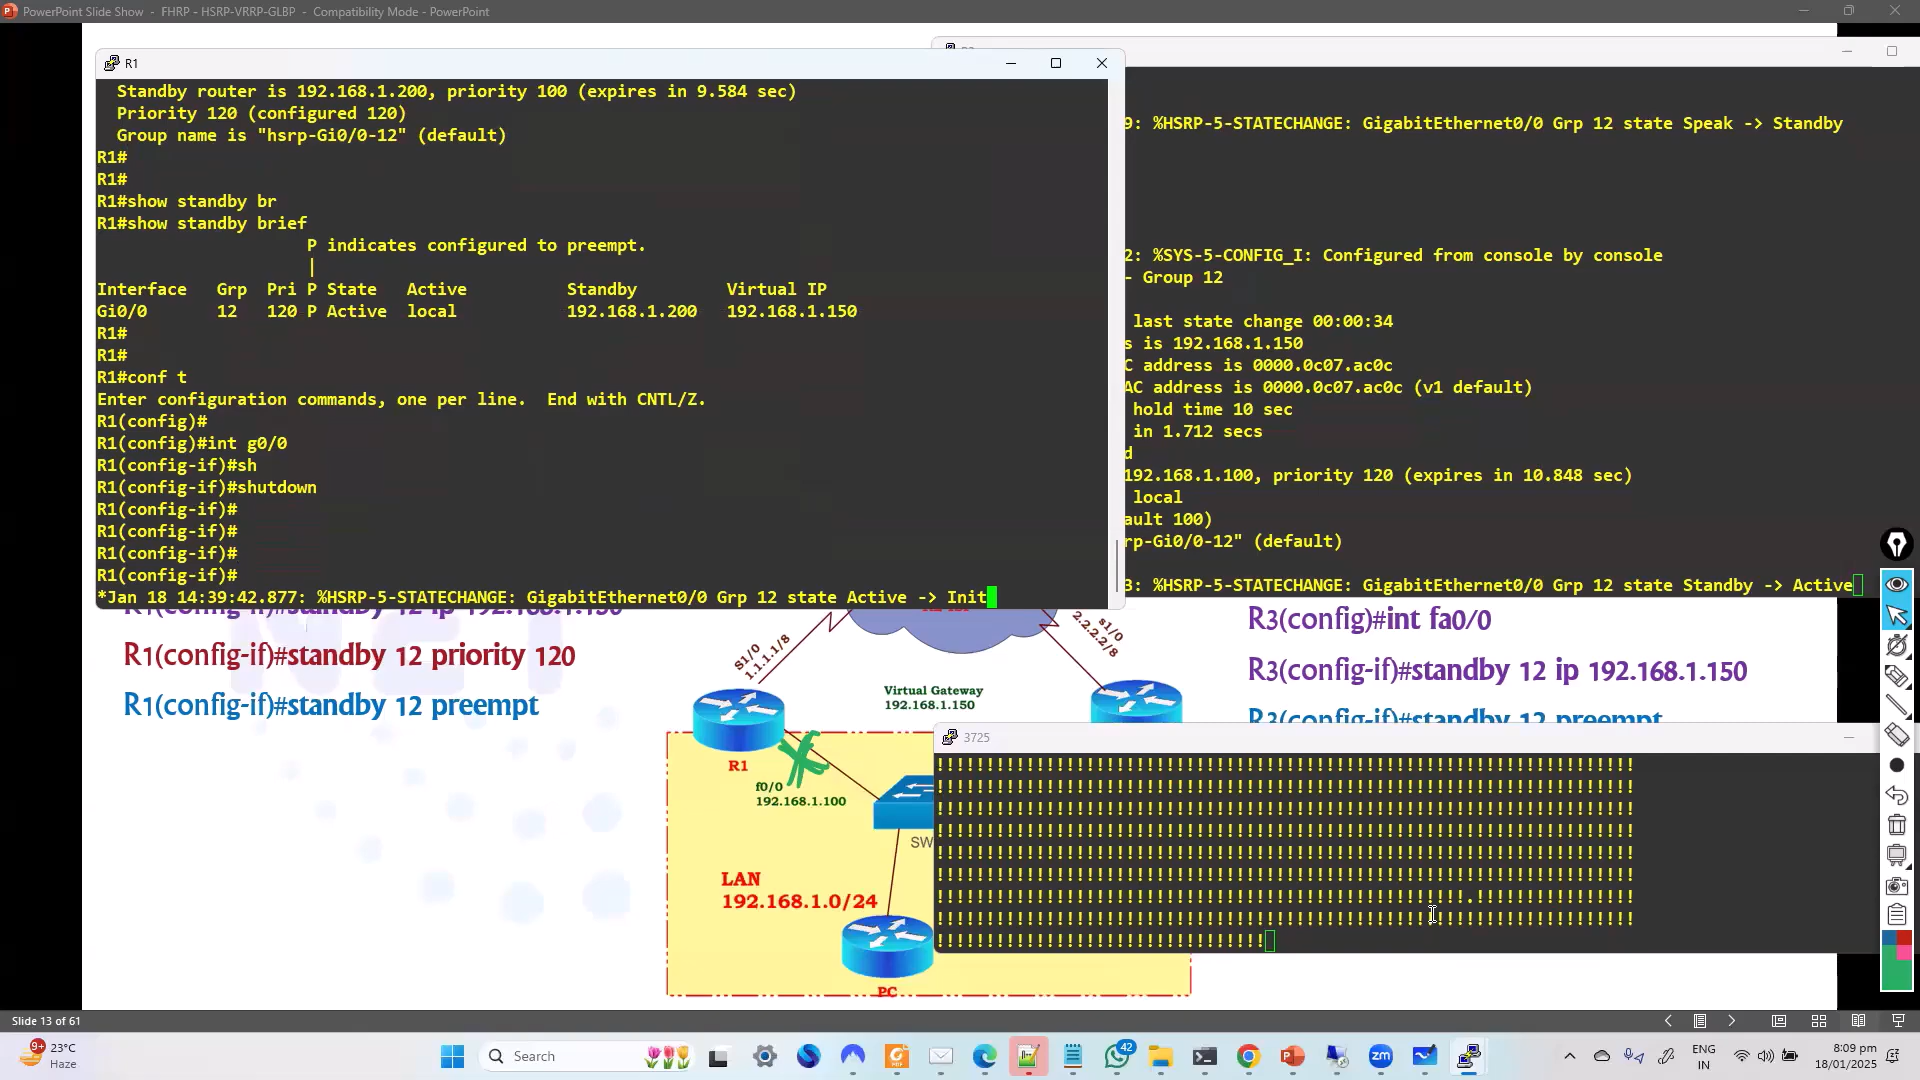 PowerPoint Slide Show - FHRP - HSRP-VRRP-GLBP - Compatibility Mode - PowerPoint
R1
Standby router is 192.168.1.200, priority 100 (expires in 9.584 sec)
Priority 120 (configured 120)
Group name is "hsrp-Gi0/0-12" (default)
R1#
R1#
R1#show standby br
R1#show standby brief
P indicates configured to preempt.
|
Interface Grp Pri P State Active Standby Virtual IP
Gi0/0 12 120 P Active local 192.168.1.200 192.168.1.150
R1#
R1#
R1#conf t
Enter configuration commands, one per line. End with CNTL/Z.
R1(config)#
R1(config)#int g0/0
R1(config-if)#sh
R1(config-if)#shutdown
R1(config-if)#
R1(config-if)#
R1(config-if)#
R1(config-if)#
*Jan 18 14:39:42.877: %HSRP-5-STATECHANGE: GigabitEthernet0/0 Grp 12 state Active -> Init
9: %HSRP-5-STATECHANGE: GigabitEthernet0/0 Grp 12 state Speak -> Standby
2: %SYS-5-CONFIG_I: Configured from console by console
- Group 12
last state change 00:00:34
s is 192.168.1.150
C address is 0000.0c07.ac0c
AC address is 0000.0c07.ac0c (v1 default)
hold time 10 sec
in 1.712 secs
d
192.168.1.100, priority 120 (expires in 10.848 sec)
local
ault 100)
rp-Gi0/0-12" (default)
3: %HSRP-5-STATECHANGE: GigabitEthernet0/0 Grp 12 state Standby -> Active
R1(config-if)#standby 12 priority 120
R1(config-if)#standby 12 preempt
R3(config)#int fa0/0
R3(config-if)#standby 12 ip 192.168.1.150
R3(config-if)#standby 12 preempt
s1/0
1.1.1.1/8
s1/0
2.2.2.2/8
Virtual Gateway
192.168.1.150
R1
f0/0
192.168.1.100
SW
LAN
192.168.1.0/24
PC
3725
Slide 13 of 61
9+
23°C
Haze
Search
42
ENG
IN
8:09 pm
18/01/2025